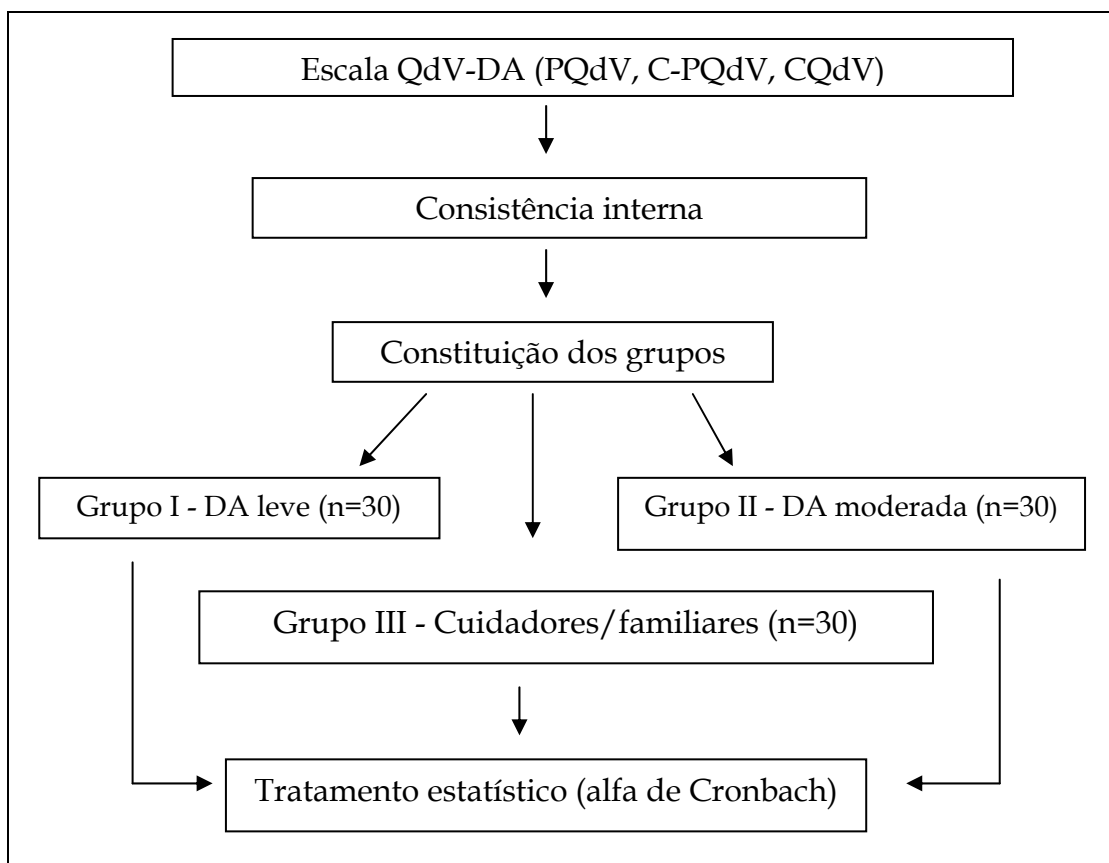 Escala QdV-DA (PQdV, C-PQdV, CQdV)
Consistência interna
Constituição dos grupos
Grupo I - DA leve (n=30)
Grupo II - DA moderada (n=30)
Grupo III - Cuidadores/familiares (n=30)
Tratamento estatístico (alfa de Cronbach)